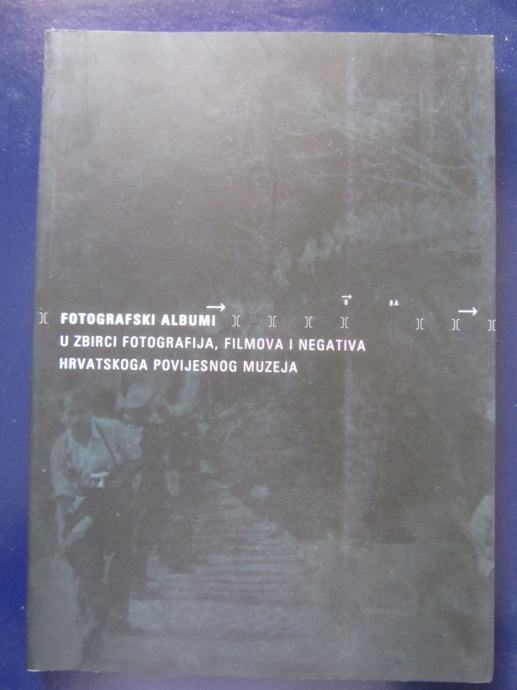 FOTOGRAFSKI ALBUMI
U ZBIRCI FOTOGRAFIJA, FILMOVA I NEGATIVA
HRVATSKOGA POVIJESNOG MUZEJA